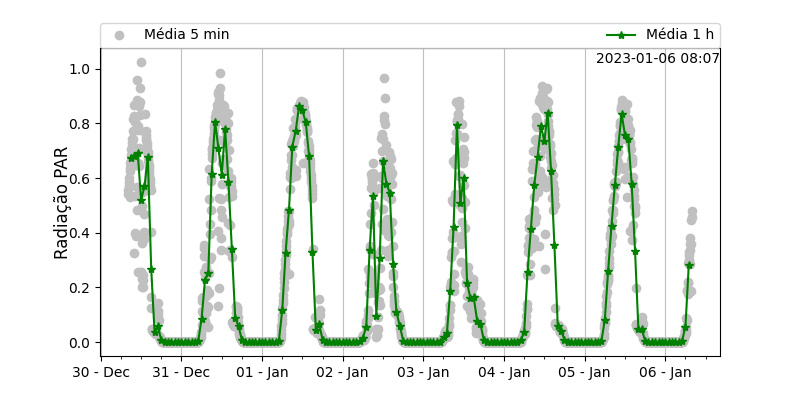 Média 5 min
Média 1 h
2023-01-06 08:07
Radiação PAR
1.0
0.8
0.6
0.4
0.2
0.0
30 - Dec
31 - Dec
01 - Jan
02 - Jan
03 - Jan
04 - Jan
05 - Jan
06 - Jan